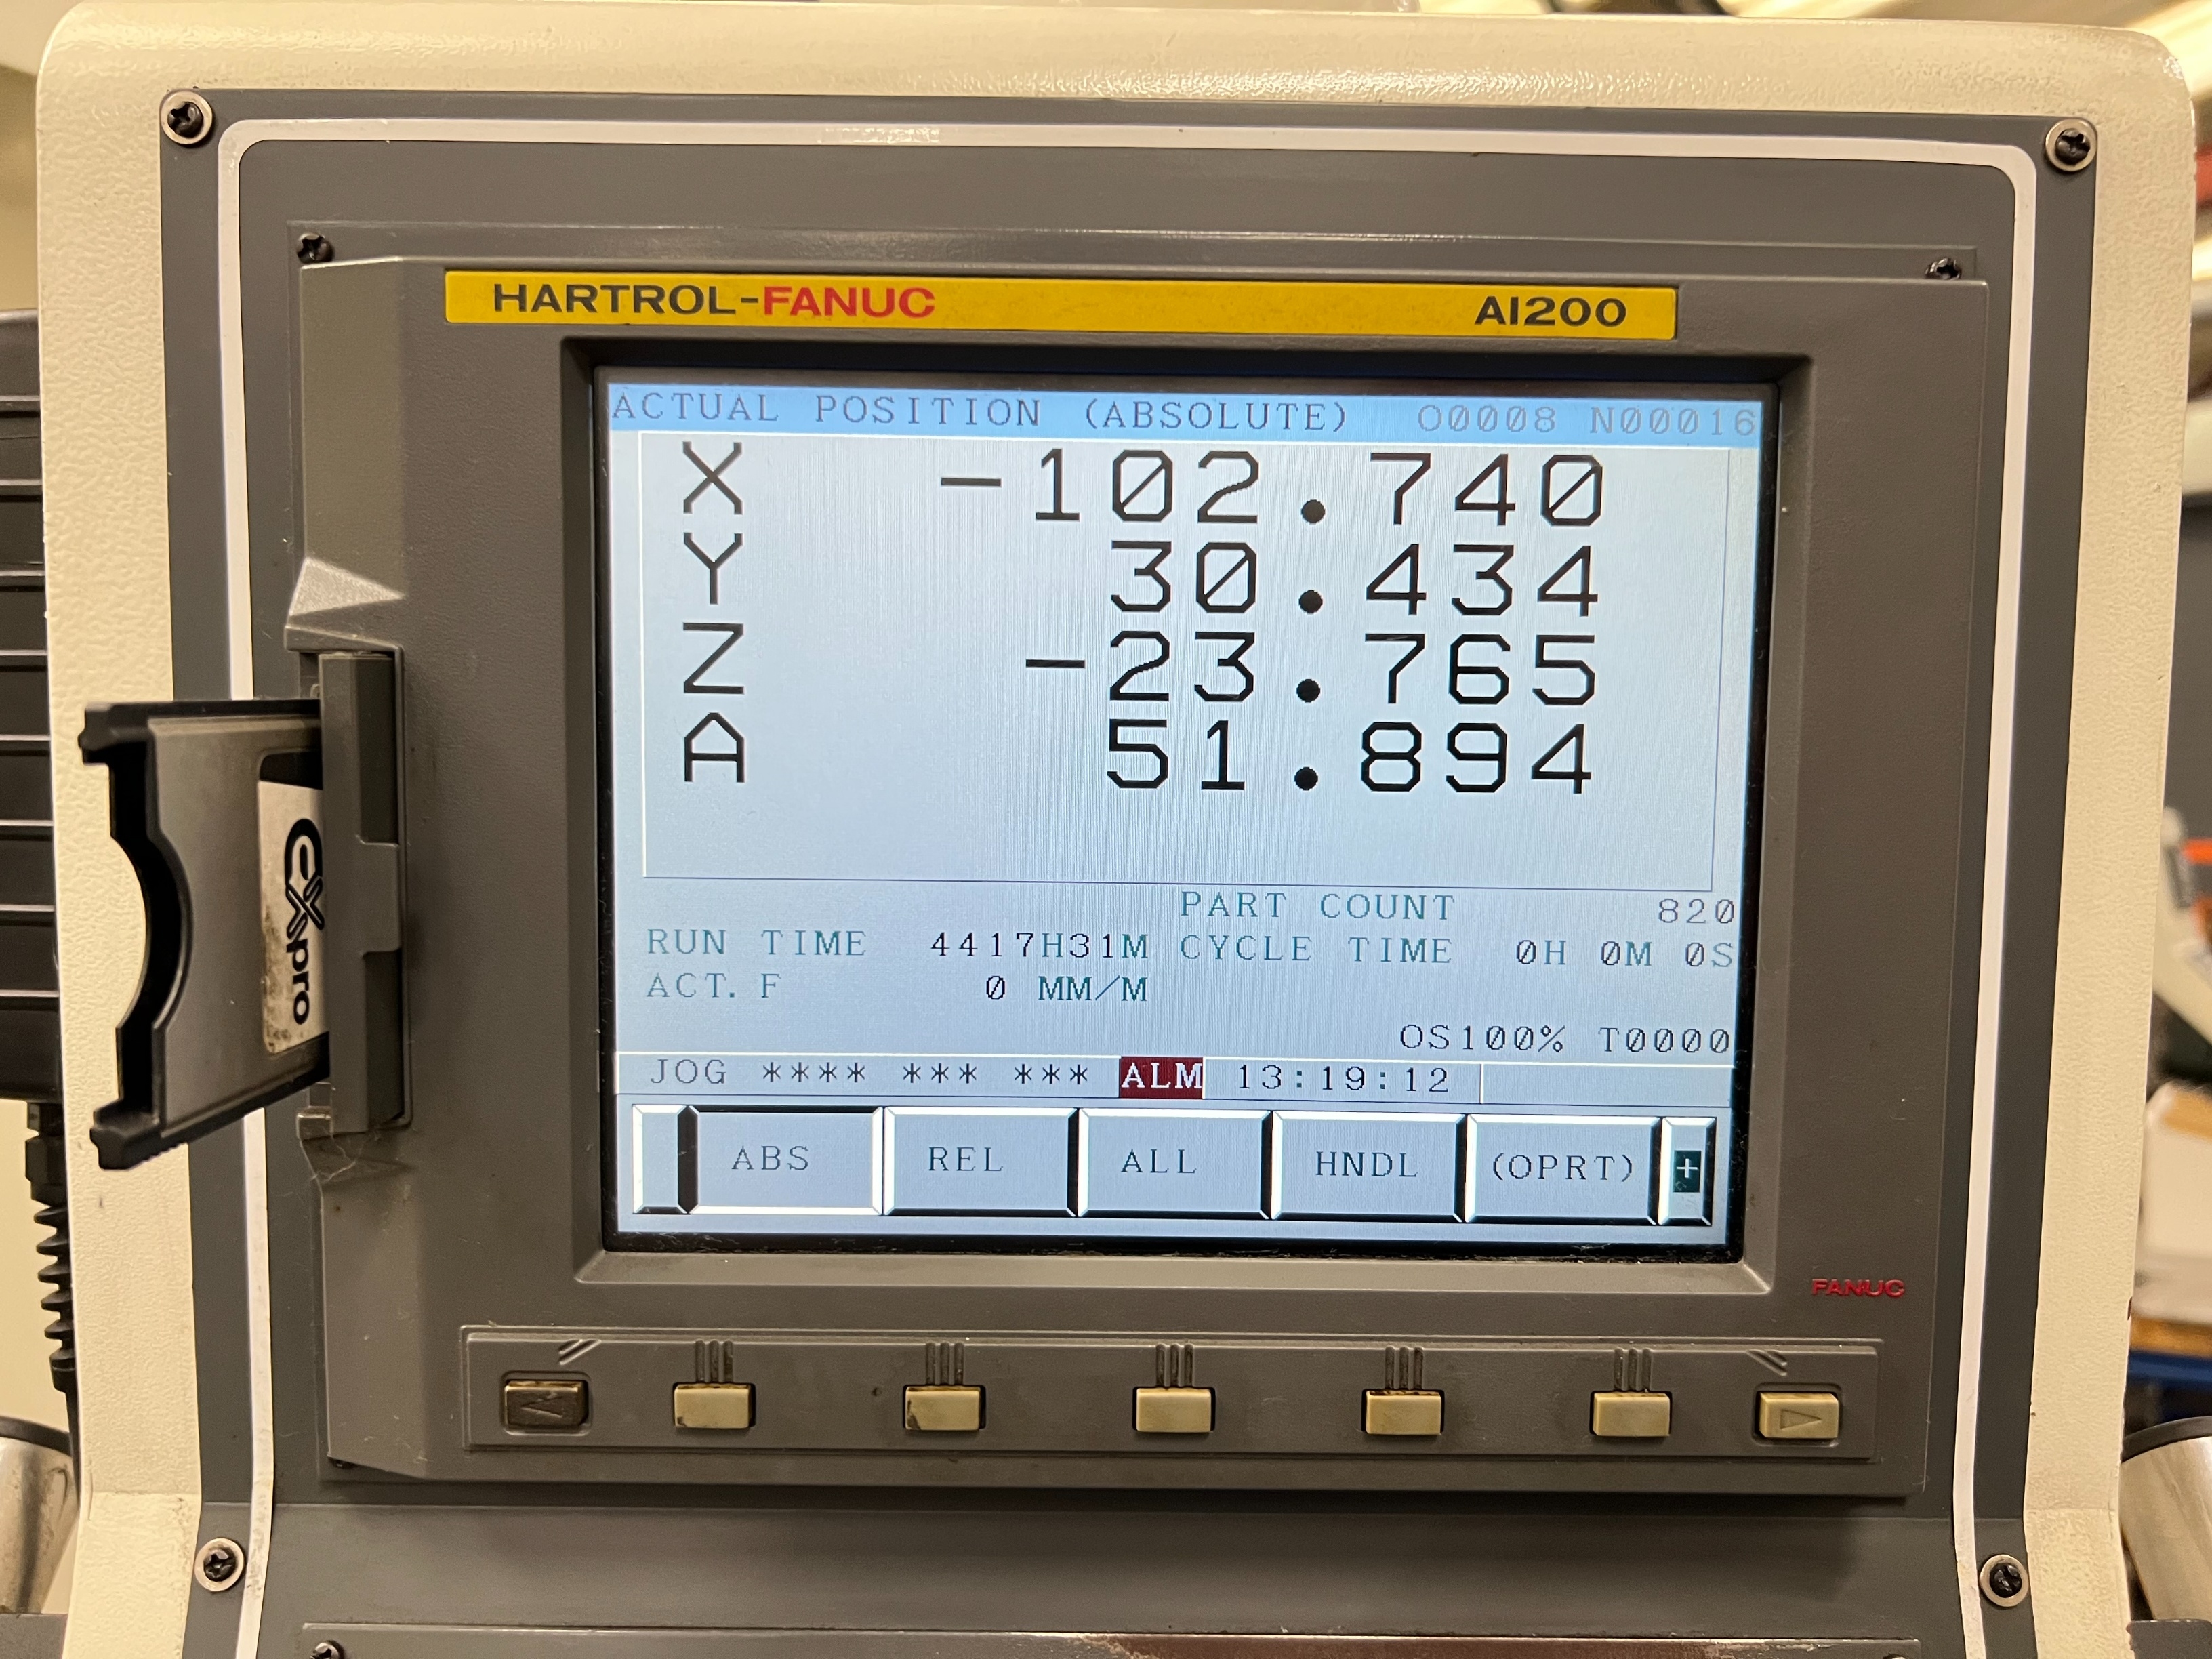 HARTROL-FANUC AI200
ACTUAL POSITION (ABSOLUTE) O0008 N00016
X -102.740
Y 30.434
Z -23.765
A 51.894
PART COUNT 820
RUN TIME 4417H31M CYCLE TIME 0H 0M 0S
ACT. F 0 MM/M
OS100% T0000
JOG **** *** *** ALM 13:19:12
ABS REL ALL HNDL (OPRT) +
FANUC
expro